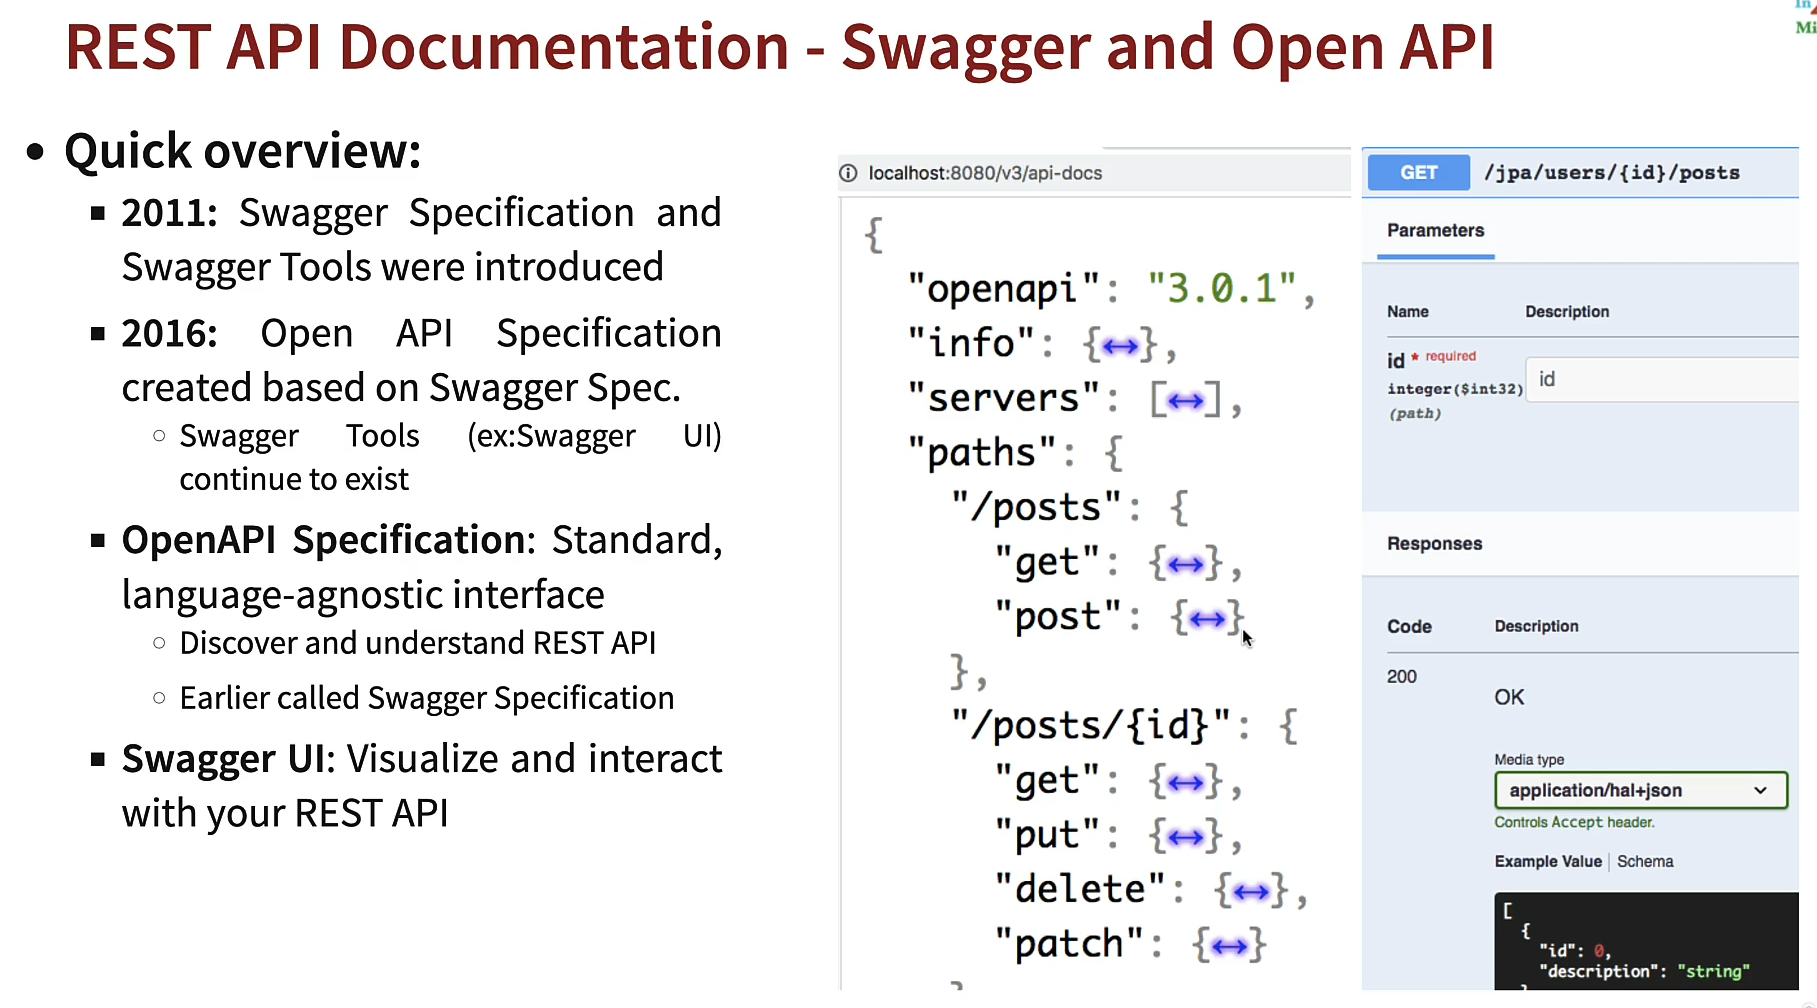 REST API Documentation - Swagger and Open API
In
Mi
• Quick overview:
▪ 2011: Swagger Specification and
Swagger Tools were introduced
▪ 2016: Open API Specification
created based on Swagger Spec.
○ Swagger Tools (ex:Swagger UI)
continue to exist
▪ OpenAPI Specification: Standard,
language-agnostic interface
○ Discover and understand REST API
○ Earlier called Swagger Specification
▪ Swagger UI: Visualize and interact
with your REST API
localhost:8080/v3/api-docs
{
"openapi": "3.0.1",
"info": {↔},
"servers": [↔],
"paths": {
"/posts": {
"get": {↔},
"post": {↔}
},
"/posts/{id}": {
"get": {↔},
"put": {↔},
"delete": {↔},
"patch": {↔}
}
GET /jpa/users/{id}/posts
Parameters
Name Description
id * required
integer($int32)
(path)
id
Responses
Code Description
200
OK
Media type
application/hal+json
Controls Accept header.
Example Value | Schema
[
{
"id": 0,
"description": "string"
}